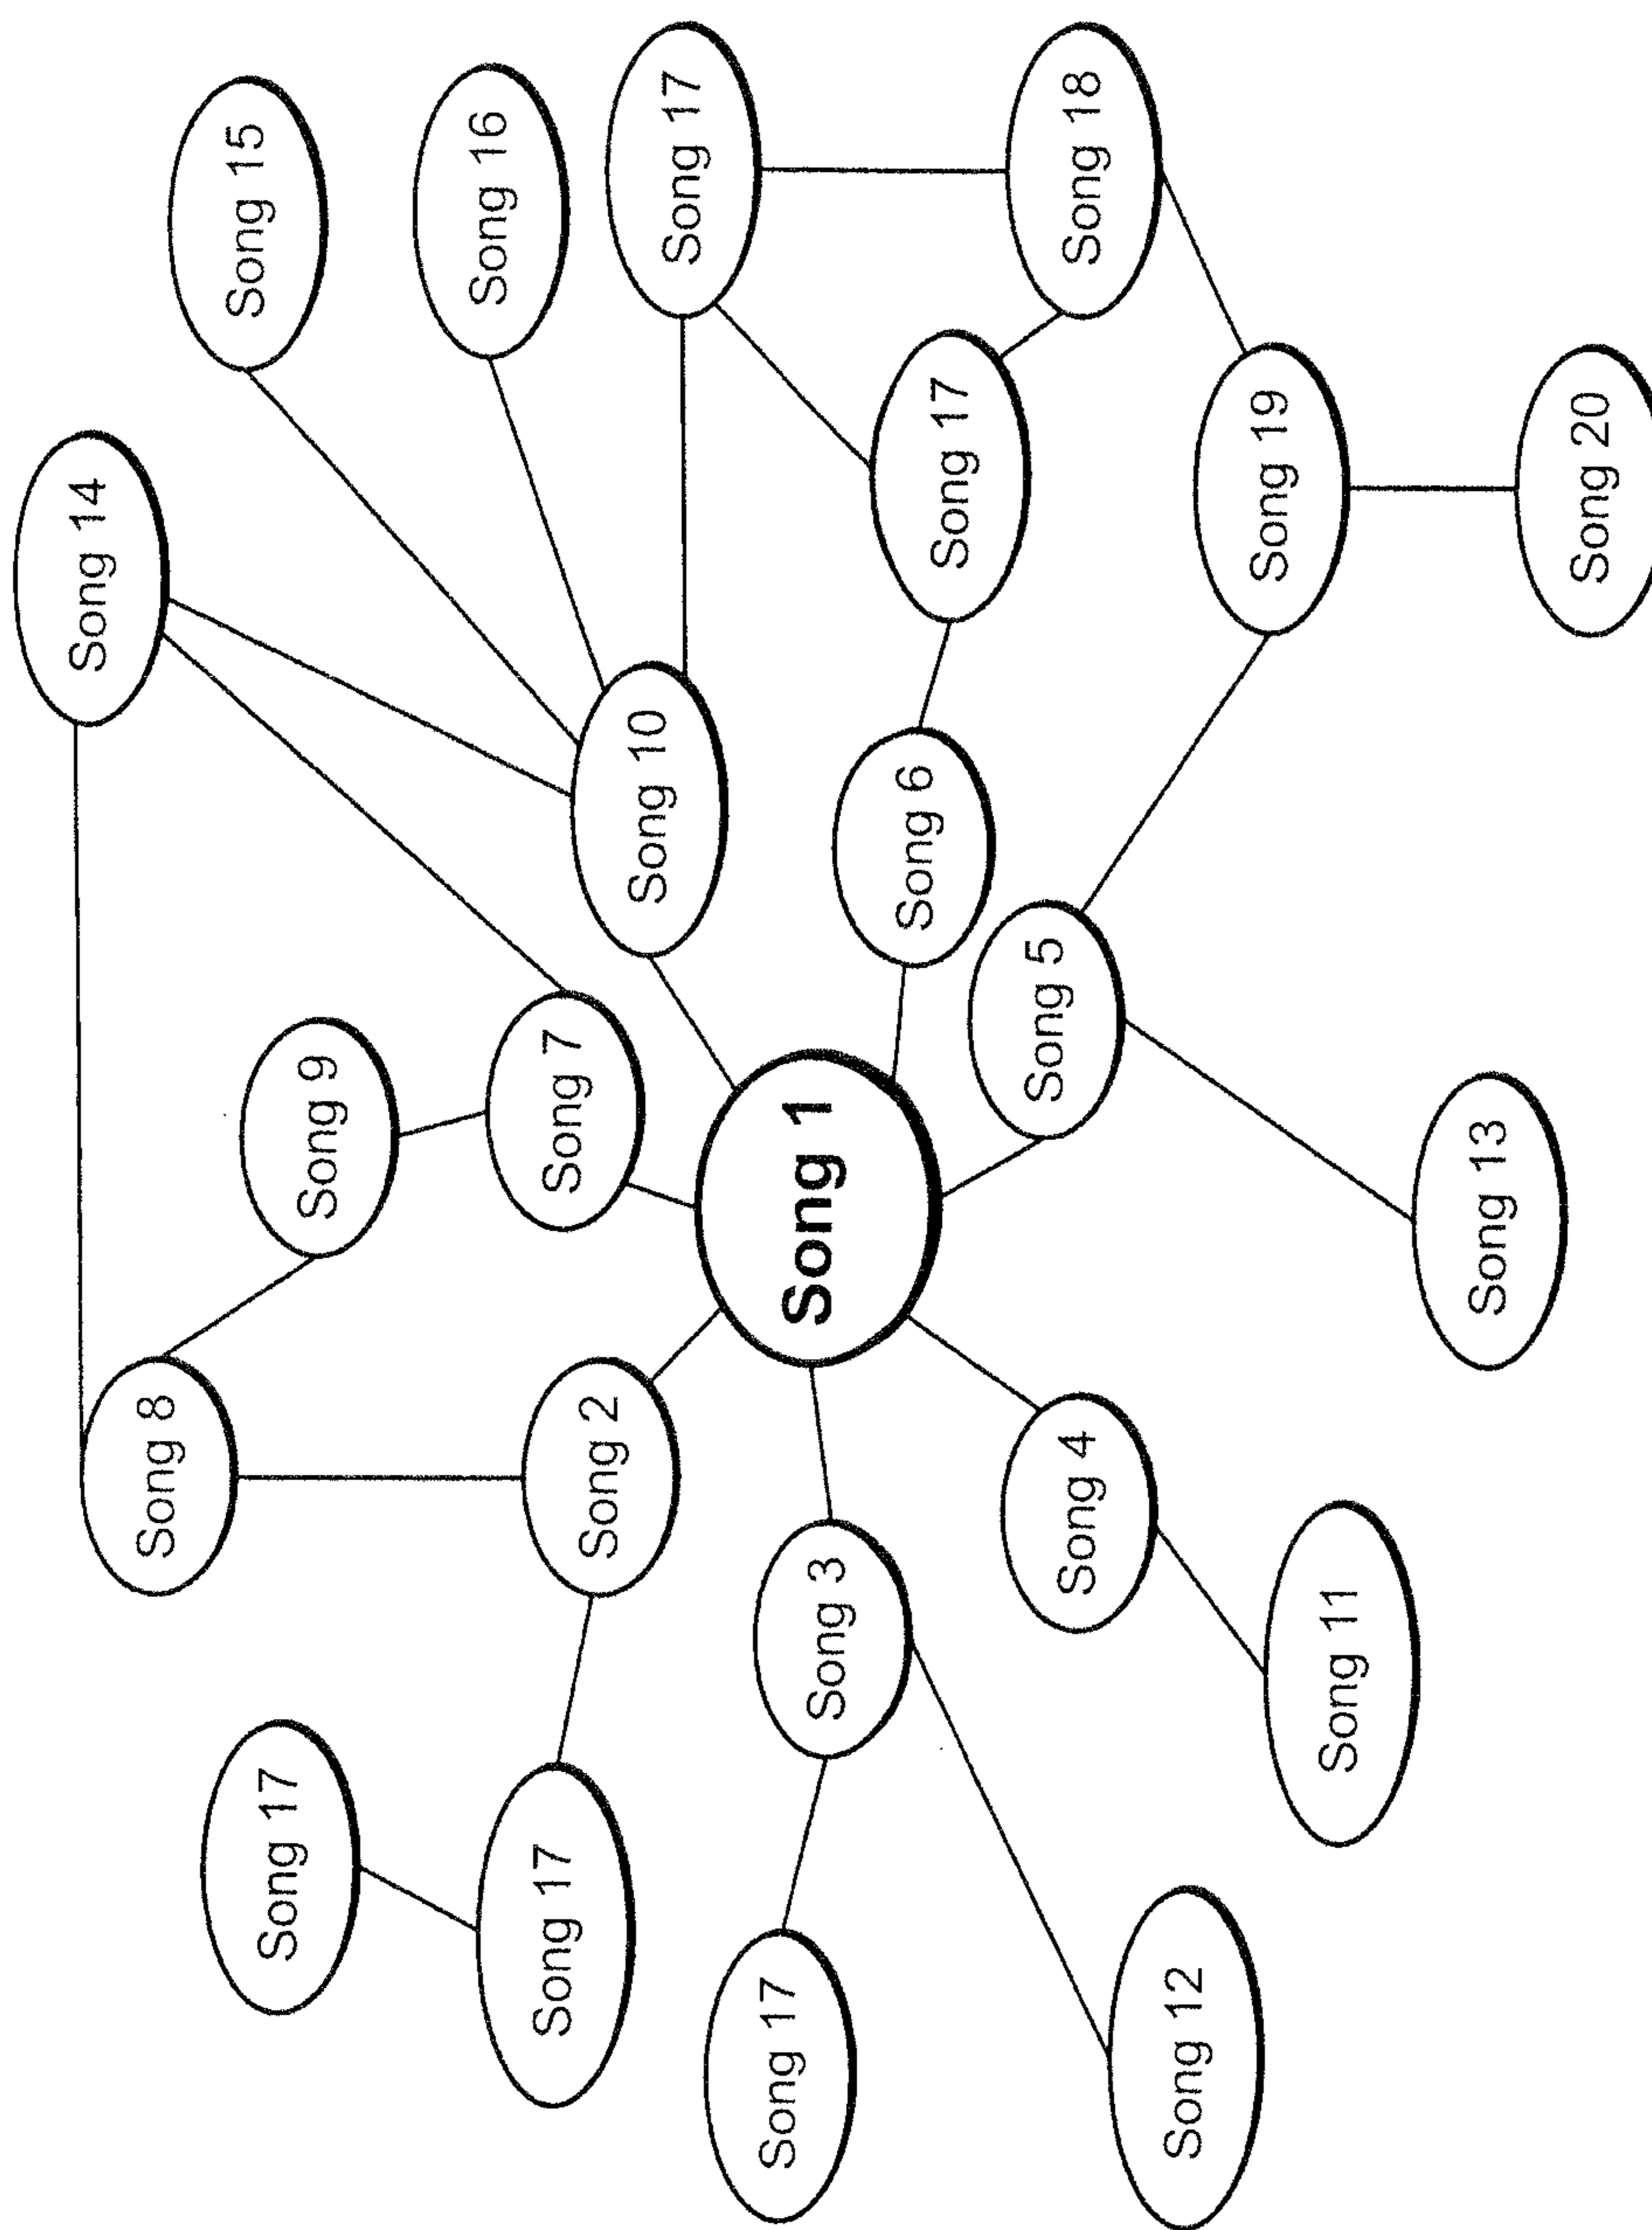 Song 14
Song 15
Song 16
Song 17
Song 18
Song 17
Song 19
Song 20
Song 10
Song 6
Song 5
Song 9
Song 7
Song 1
Song 13
Song 8
Song 2
Song 3
Song 4
Song 11
Song 17
Song 17
Song 17
Song 12